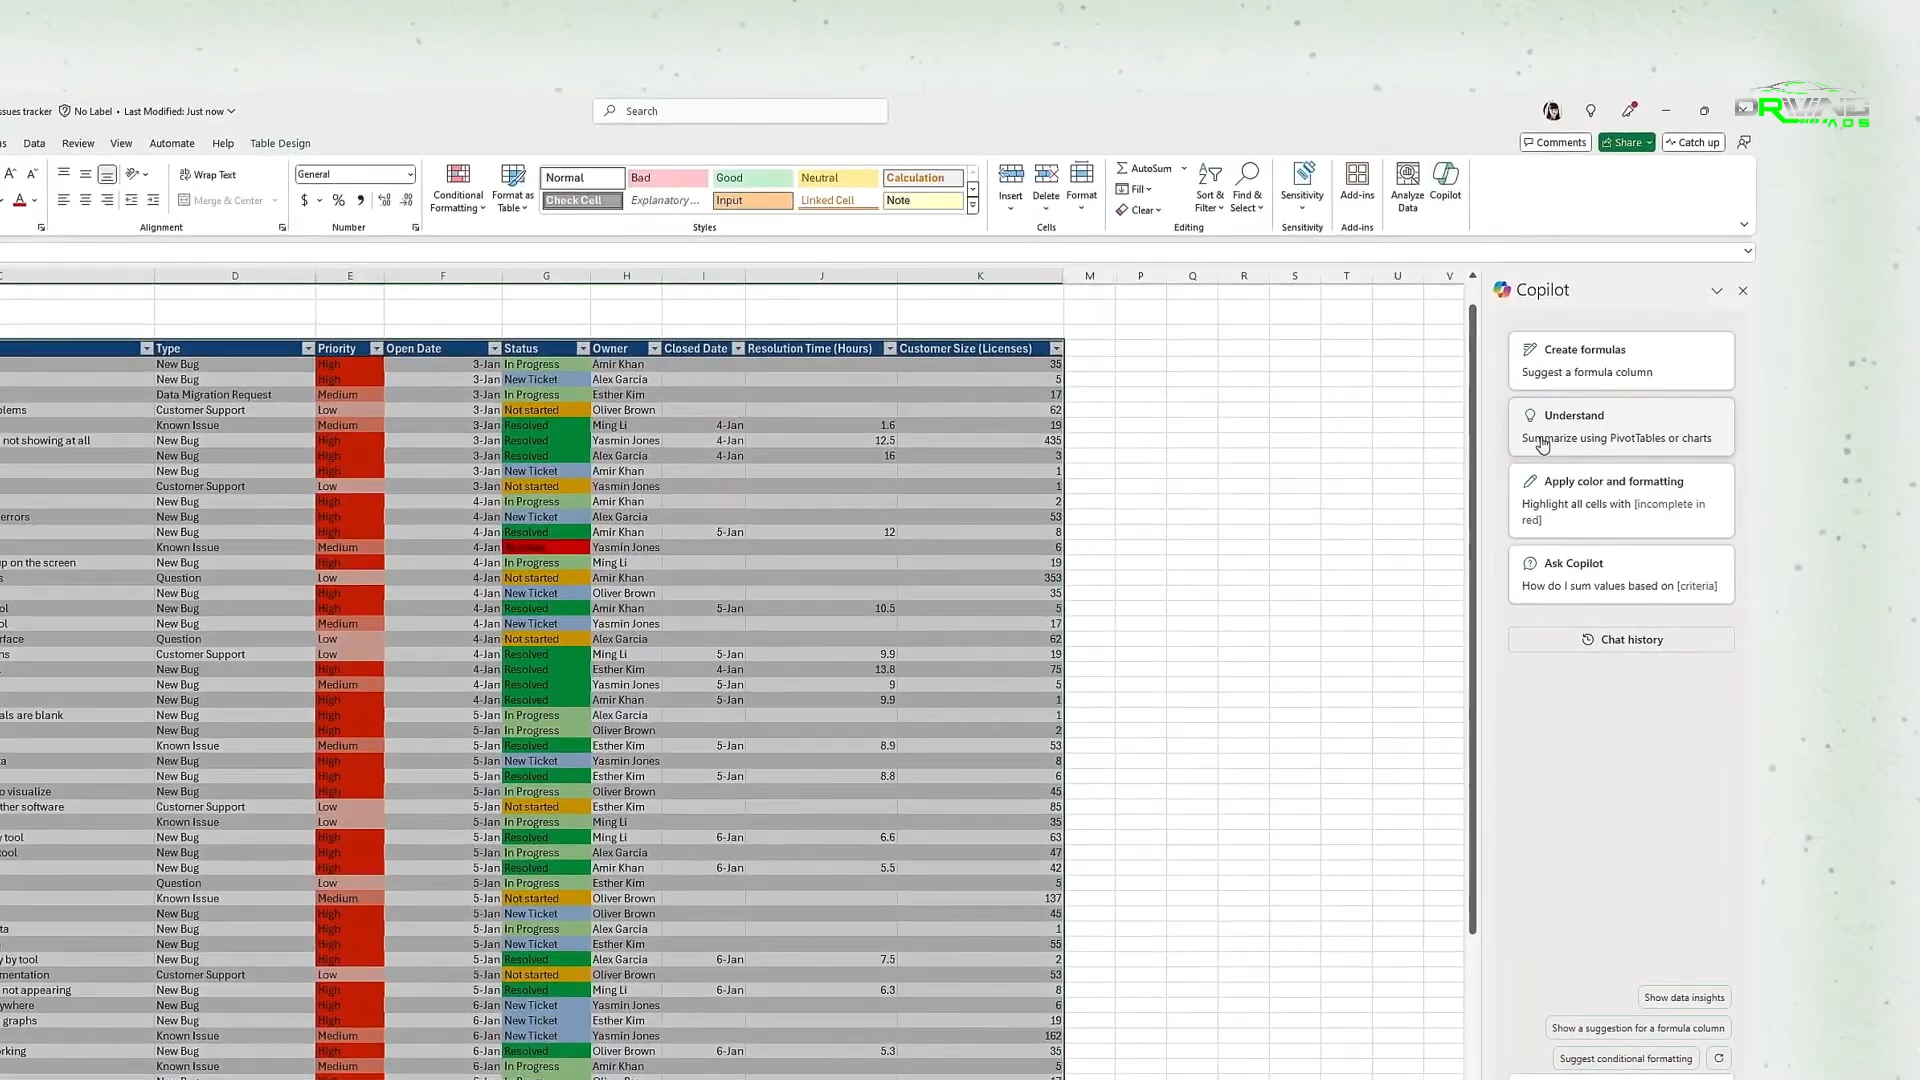 ssues tracker No Label • Last Modified: Just now
Search
DRIVING
ADS
ns Data Review View Automate Help Table Design
Comments Share Catch up
Wrap Text
Merge & Center
Alignment
General
$ % 9
Number
Conditional Formatting
Format as Table
Normal Bad Good Neutral Calculation
Check Cell Explanatory ... Input Linked Cell Note
Styles
Insert Delete Format
Cells
AutoSum
Fill
Clear
Sort & Filter
Find & Select
Editing
Sensitivity
Sensitivity
Add-ins
Add-ins
Analyze Data
Copilot
C D E F G H I J K M P Q R S T U V
Type Priority Open Date Status Owner Closed Date Resolution Time (Hours) Customer Size (Licenses)
New Bug High 3-Jan In Progress Amir Khan 35
New Bug High 3-Jan New Ticket Alex Garcia 5
Data Migration Request Medium 3-Jan In Progress Esther Kim 17
blems Customer Support Low 3-Jan Not started Oliver Brown 62
Known Issue Medium 3-Jan Resolved Ming Li 4-Jan 1.6 19
not showing at all New Bug High 3-Jan Resolved Yasmin Jones 4-Jan 12.5 435
New Bug High 3-Jan Resolved Alex Garcia 4-Jan 16 3
New Bug High 3-Jan New Ticket Amir Khan 1
Customer Support Low 3-Jan Not started Yasmin Jones 1
New Bug High 4-Jan In Progress Amir Khan 2
errors New Bug High 4-Jan New Ticket Alex Garcia 53
New Bug High 4-Jan Resolved Amir Khan 5-Jan 12 8
Known Issue Medium 4-Jan Yasmin Jones 6
up on the screen New Bug High 4-Jan In Progress Ming Li 19
s Question Low 4-Jan Not started Amir Khan 353
New Bug High 4-Jan New Ticket Oliver Brown 35
ol New Bug High 4-Jan Resolved Amir Khan 5-Jan 10.5 5
ol. New Bug Medium 4-Jan New Ticket Yasmin Jones 17
rface Question Low 4-Jan Not started Alex Garcia 62
ns Customer Support Low 4-Jan Resolved Ming Li 5-Jan 9.9 19
New Bug High 4-Jan Resolved Esther Kim 4-Jan 13.8 75
New Bug Medium 4-Jan Resolved Yasmin Jones 5-Jan 9 5
New Bug High 4-Jan Resolved Amir Khan 5-Jan 9.9 1
als are blank New Bug High 5-Jan In Progress Alex Garcia 1
New Bug High 5-Jan In Progress Oliver Brown 2
Known Issue Medium 5-Jan Resolved Esther Kim 5-Jan 8.9 53
ta New Bug High 5-Jan New Ticket Yasmin Jones 8
New Bug High 5-Jan Resolved Esther Kim 5-Jan 8.8 6
o visualize New Bug High 5-Jan In Progress Oliver Brown 45
ther software Customer Support Low 5-Jan Not started Esther Kim 85
Known Issue Low 5-Jan In Progress Ming Li 35
y tool New Bug High 5-Jan Resolved Ming Li 6-Jan 6.6 63
tool New Bug High 5-Jan In Progress Alex Garcia 47
New Bug High 5-Jan Resolved Amir Khan 6-Jan 5.5 42
Question Low 5-Jan In Progress Esther Kim 5
Known Issue Medium 5-Jan Not started Oliver Brown 137
New Bug High 5-Jan New Ticket Oliver Brown 45
ta New Bug High 5-Jan In Progress Alex Garcia 1
New Bug High 5-Jan New Ticket Esther Kim 55
y by tool New Bug High 5-Jan Resolved Alex Garcia 6-Jan 7.5 2
mentation Customer Support Low 5-Jan Not started Oliver Brown 53
not appearing New Bug High 5-Jan Resolved Ming Li 6-Jan 6.3 8
ywhere New Bug High 6-Jan New Ticket Yasmin Jones 6
graphs New Bug High 6-Jan New Ticket Esther Kim 19
Known Issue Medium 6-Jan New Ticket Yasmin Jones 162
orking New Bug High 6-Jan Resolved Oliver Brown 6-Jan 5.3 35
Known Issue Medium 6-Jan In Progress Amir Khan 5
Copilot
Create formulas
Suggest a formula column
Understand
Summarize using PivotTables or charts
Apply color and formatting
Highlight all cells with [incomplete in
red]
Ask Copilot
How do I sum values based on [criteria]
Chat history
Show data insights
Show a suggestion for a formula column
Suggest conditional formatting